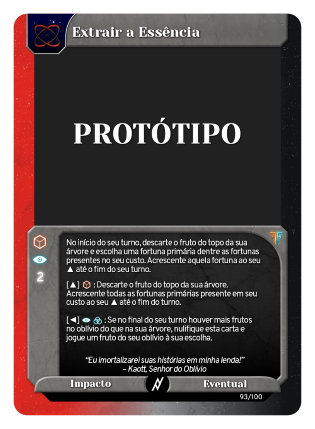 Extrair a Essência
PROTÓTIPO
2
No início do seu turno, descarte o fruto do topo da sua
árvore e escolha uma fortuna primária dentre as fortunas
presentes no seu custo. Acrescente aquela fortuna ao seu
▲ até o fim do seu turno.
[▲] : Descarte o fruto do topo da sua árvore.
Acrescente todas as fortunas primárias presente em seu
custo ao seu ▲ até o fim do turno.
[◄] : Se no final do seu turno houver mais frutos
no oblívio do que na sua árvore, nulifique esta carta e
jogue um fruto do seu oblívio à sua escolha.
“Eu imortalizarei suas histórias em minha lenda!”
– Kaott, Senhor do Oblívio
Impacto Eventual
93/100